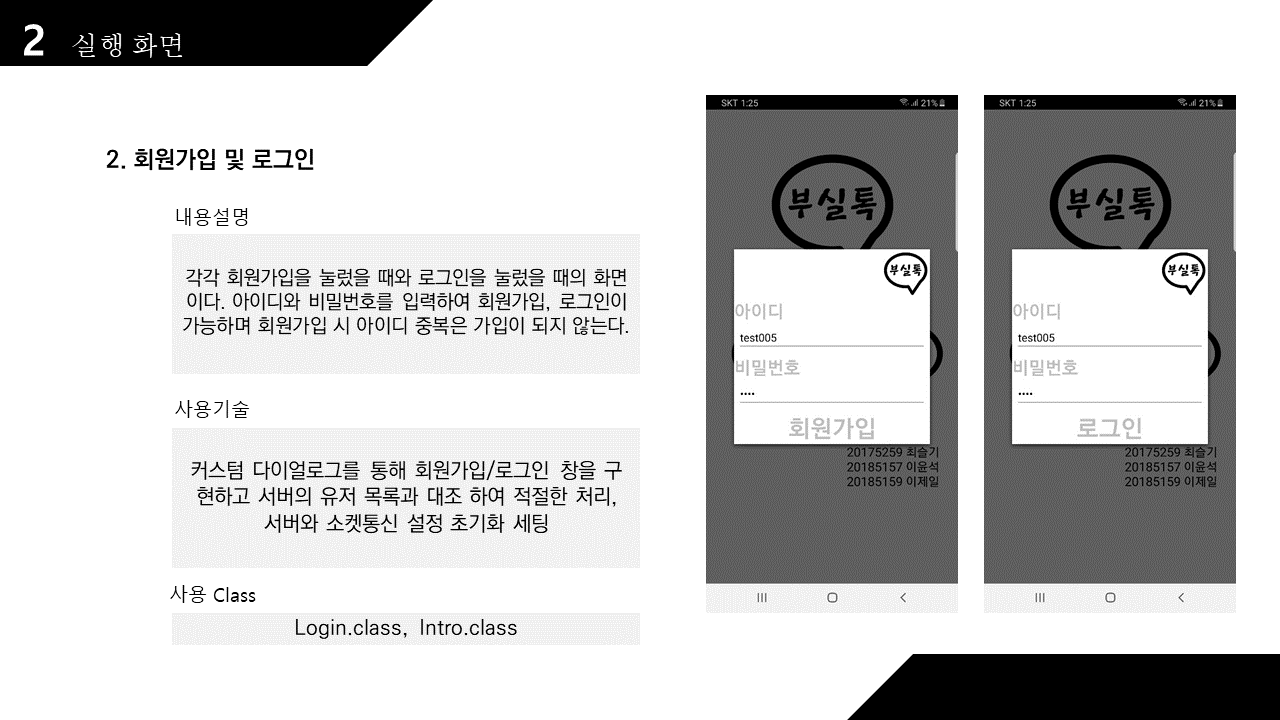 2 실행 화면
2. 회원가입 및 로그인
내용설명
각각 회원가입을 눌렀을 때와 로그인을 눌렀을 때의 화면
이다. 아이디와 비밀번호를 입력하여 회원가입, 로그인이
가능하며 회원가입 시 아이디 중복은 가입이 되지 않는다.
사용기술
커스텀 다이얼로그를 통해 회원가입/로그인 창을 구
현하고 서버의 유저 목록과 대조 하여 적절한 처리,
서버와 소켓통신 설정 초기화 세팅
사용 Class
Login.class, Intro.class
SKT 1:25 21%
부실톡
부실톡
아이디
test005
비밀번호
••••
회원가입
20175259 최슬기
20185157 이윤석
20185159 이제일
SKT 1:25 21%
부실톡
부실톡
아이디
test005
비밀번호
••••
로그인
20175259 최슬기
20185157 이윤석
20185159 이제일